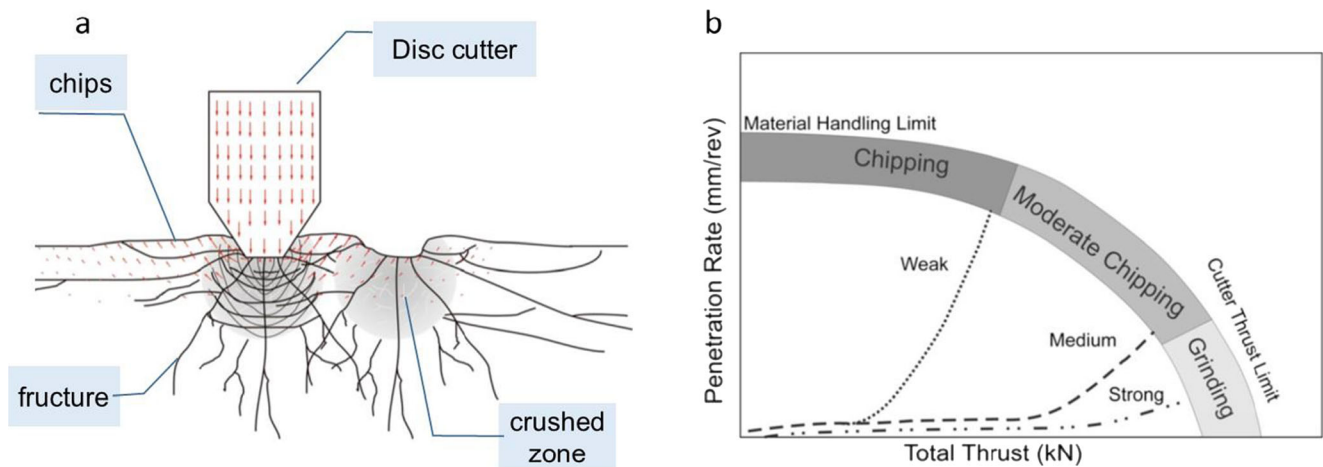 a
Disc cutter
chips
fructure
crushed
zone
b
Penetration Rate (mm/rev)
Material Handling Limit
Chipping
Moderate Chipping
Cutter Thrust Limit
Grinding
Weak
Medium
Strong
Total Thrust (kN)